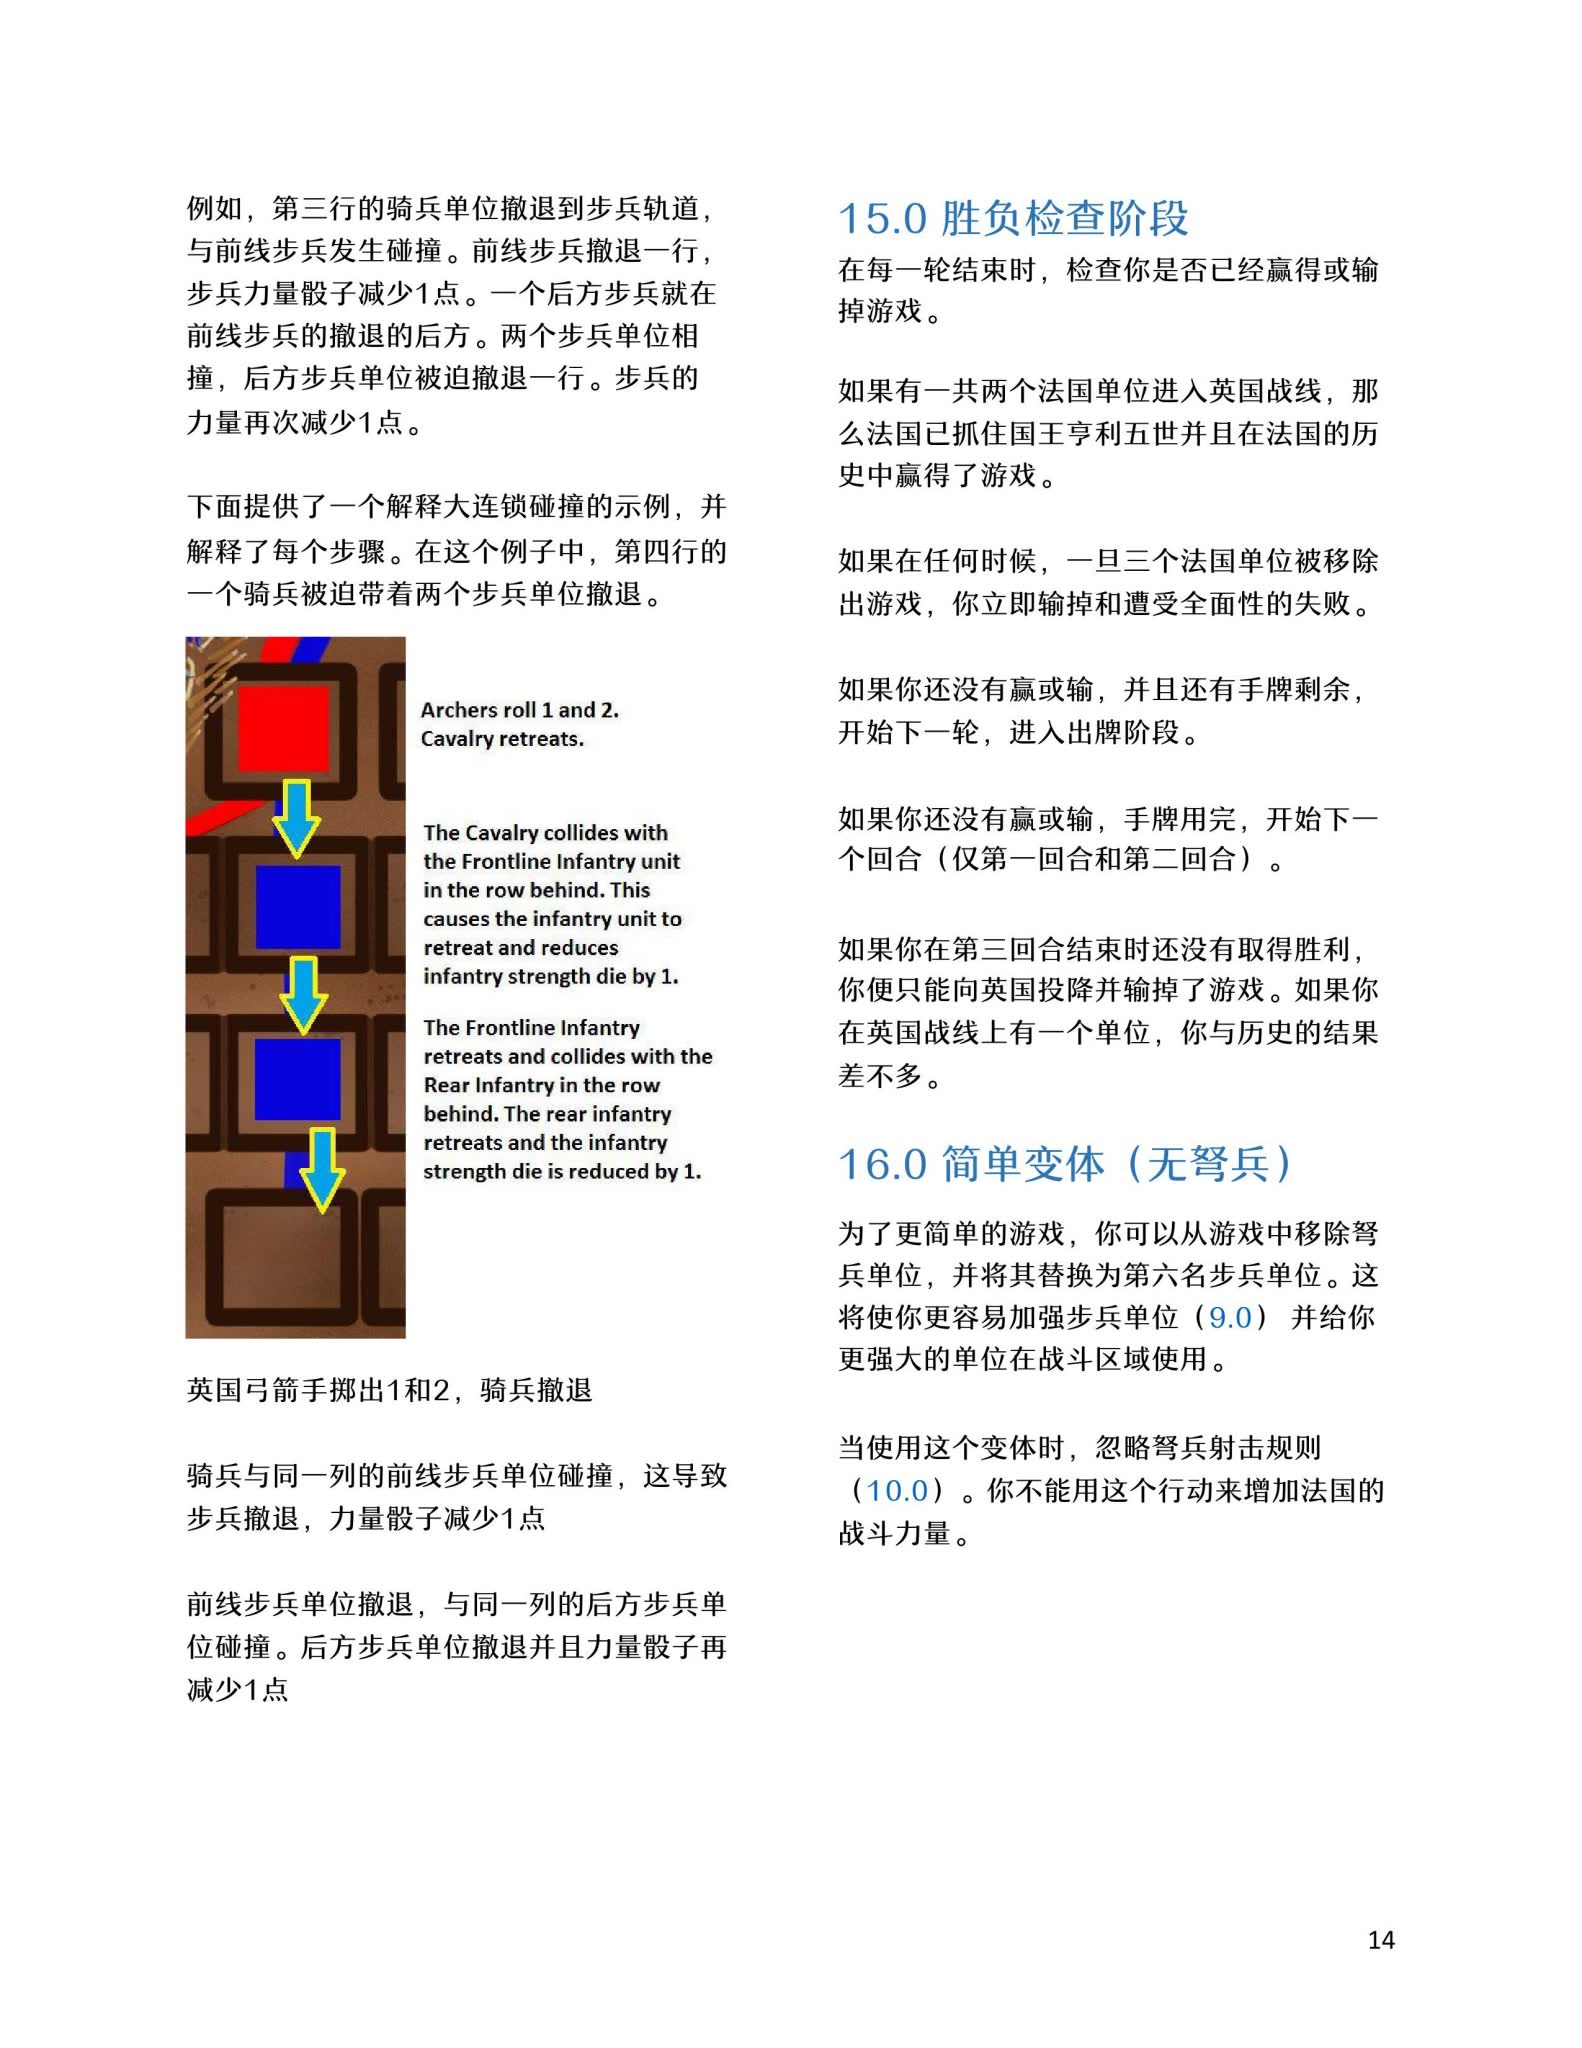 例如，第三行的骑兵单位撤退到步兵轨道，
与前线步兵发生碰撞。前线步兵撤退一行，
步兵力量骰子减少1点。一个后方步兵就在
前线步兵的撤退的后方。两个步兵单位相
撞，后方步兵单位被迫撤退一行。步兵的
力量再次减少1点。
下面提供了一个解释大连锁碰撞的示例，并
解释了每个步骤。在这个例子中，第四行的
一个骑兵被迫带着两个步兵单位撤退。
Archers roll 1 and 2.
Cavalry retreats.
The Cavalry collides with
the Frontline Infantry unit
in the row behind. This
causes the infantry unit to
retreat and reduces
infantry strength die by 1.
The Frontline Infantry
retreats and collides with the
Rear Infantry in the row
behind. The rear infantry
retreats and the infantry
strength die is reduced by 1.
英国弓箭手掷出1和2，骑兵撤退
骑兵与同一列的前线步兵单位碰撞，这导致
步兵撤退，力量骰子减少1点
前线步兵单位撤退，与同一列的后方步兵单
位碰撞。后方步兵单位撤退并且力量骰子再
减少1点
15.0 胜负检查阶段
在每一轮结束时，检查你是否已经赢得或输
掉游戏。
如果有一共两个法国单位进入英国战线，那
么法国已抓住国王亨利五世并且在法国的历
史中赢得了游戏。
如果在任何时候，一旦三个法国单位被移除
出游戏，你立即输掉和遭受全面性的失败。
如果你还没有赢或输，并且还有手牌剩余，
开始下一轮，进入出牌阶段。
如果你还没有赢或输，手牌用完，开始下一
个回合（仅第一回合和第二回合）。
如果你在第三回合结束时还没有取得胜利，
你便只能向英国投降并输掉了游戏。如果你
在英国战线上有一个单位，你与历史的结果
差不多。
16.0 简单变体（无弩兵）
为了更简单的游戏，你可以从游戏中移除弩
兵单位，并将其替换为第六名步兵单位。这
将使你更容易加强步兵单位（9.0） 并给你
更强大的单位在战斗区域使用。
当使用这个变体时，忽略弩兵射击规则
（10.0）。你不能用这个行动来增加法国的
战斗力量。
14